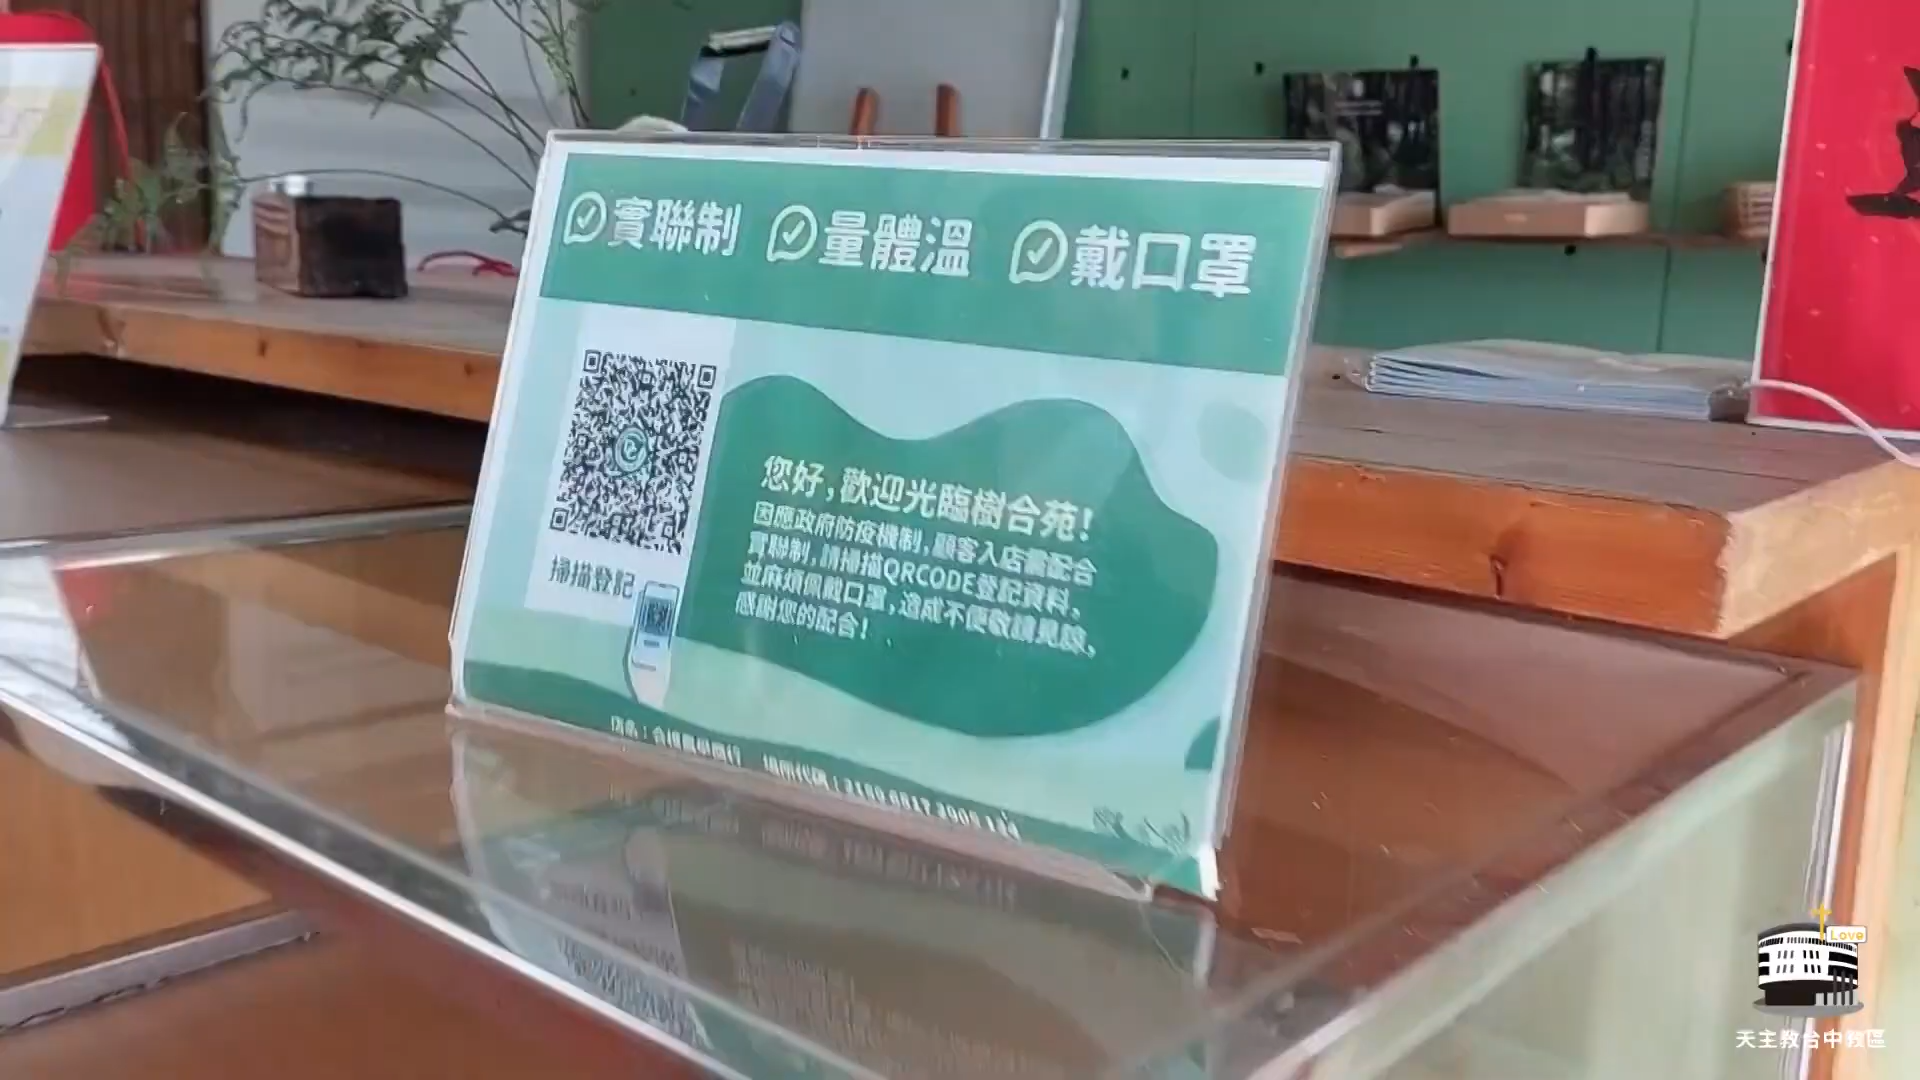 實聯制 量體溫 戴口罩
您好,歡迎光臨樹合苑!
因應政府防疫機制,顧客入店需配合
實聯制,請掃描QRCODE登記資料。
並麻煩佩戴口罩,造成不便敬請見諒,
感謝您的配合!
掃描登記
Love
天主教台中教區